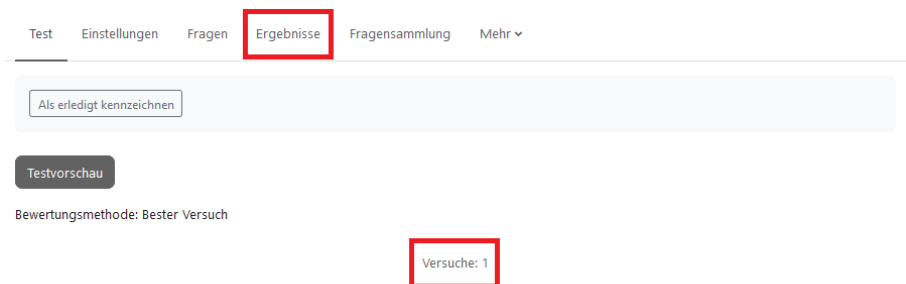 Test Einstellungen Fragen Ergebnisse Fragensammlung Mehr
Als erledigt kennzeichnen
Testvorschau
Bewertungsmethode: Bester Versuch
Versuche: 1